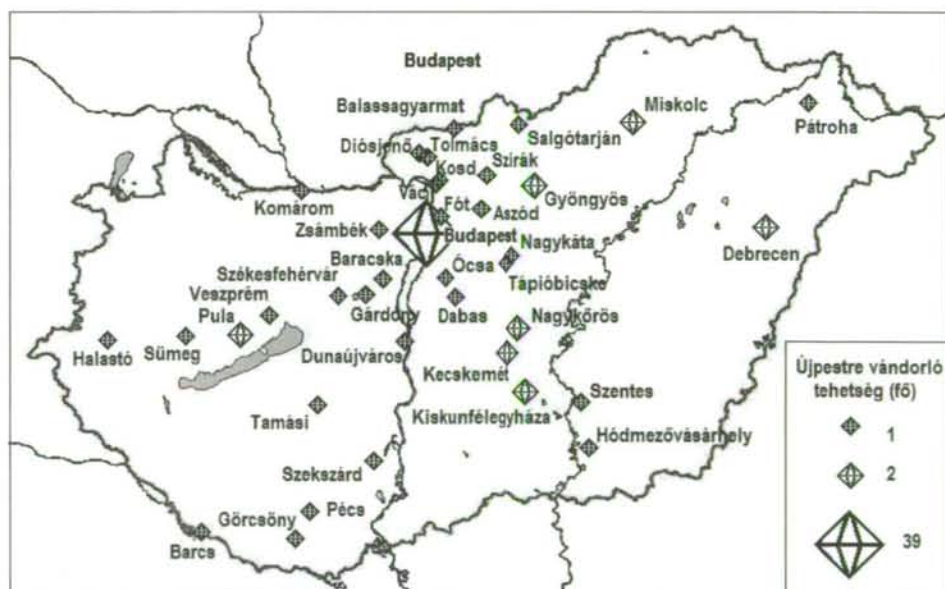 Budapest
Balassagyarmat
Miskolc
Salgótarján
Pátroha
Diósjenő
Tolmács
Kosd
Szirák
Vác
Gyöngyös
Komárom
Fót
Aszód
Zsámbék
Budapest
Nagykáta
Debrecen
Baracska
Ócsa
Tápióbicske
Székesfehérvár
Veszprém
Gárdony
Dabas
Nagykőrös
Pula
Halastó
Sümeg
Dunaújváros
Kecskemét
Szentes
Tamási
Kiskunfélegyháza
Hódmezővásárhely
Szekszárd
Pécs
Görcsöny
Barcs
Újpestre vándorló
tehetség (fő)
1
2
39